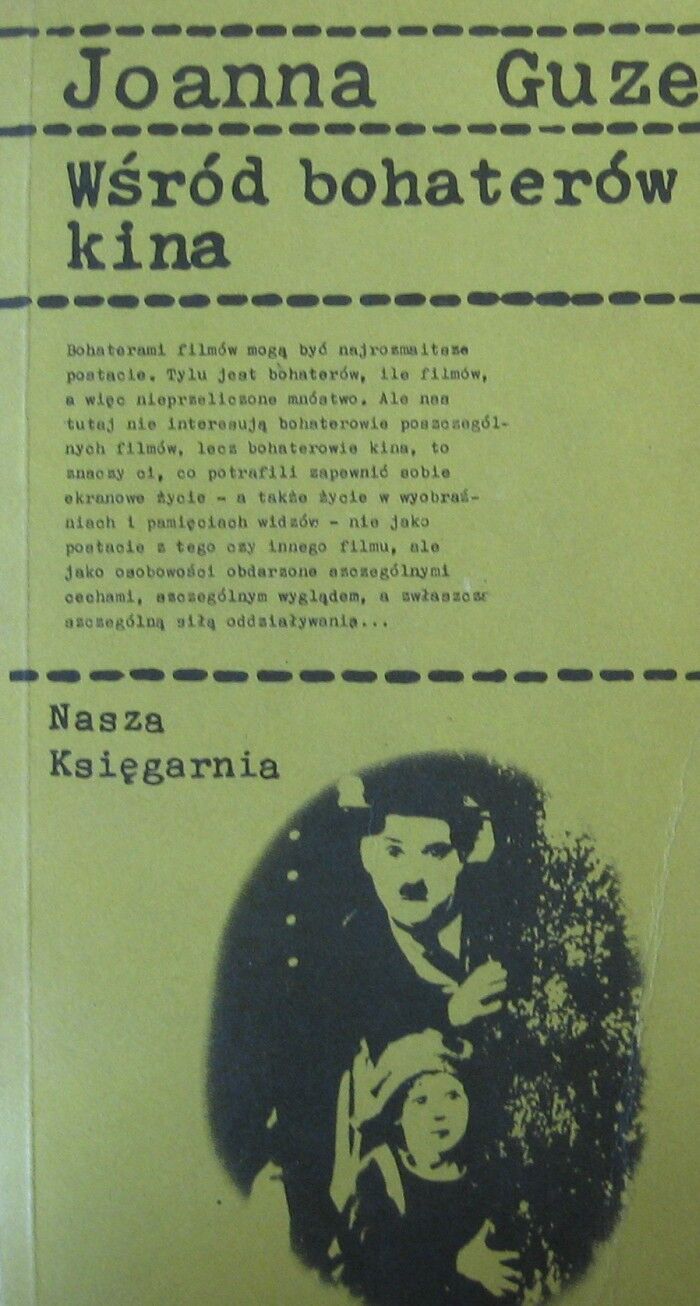 Joanna Guze
Wśród bohaterów
kina
Bohaterami filmów mogą być najrozmaitsze
postacie. Tylu jest bohaterów, ile filmów,
a więc nieprzeliczone mnóstwo. Ale nas
tutaj nie interesują bohaterowie poszczegól-
nych filmów, lecz bohaterowie kina, to
znaczy ci, co potrafili zapewnić sobie
ekranowe życie - a także życie w wyobraź-
niach i pamięciach widzów - nie jako
postacie z tego czy innego filmu, ale
jako osobowości obdarzone szczególnymi
cechami, szczególnym wyglądem, a zwłaszcza
szczególną siłą oddziaływania...
Nasza
Księgarnia